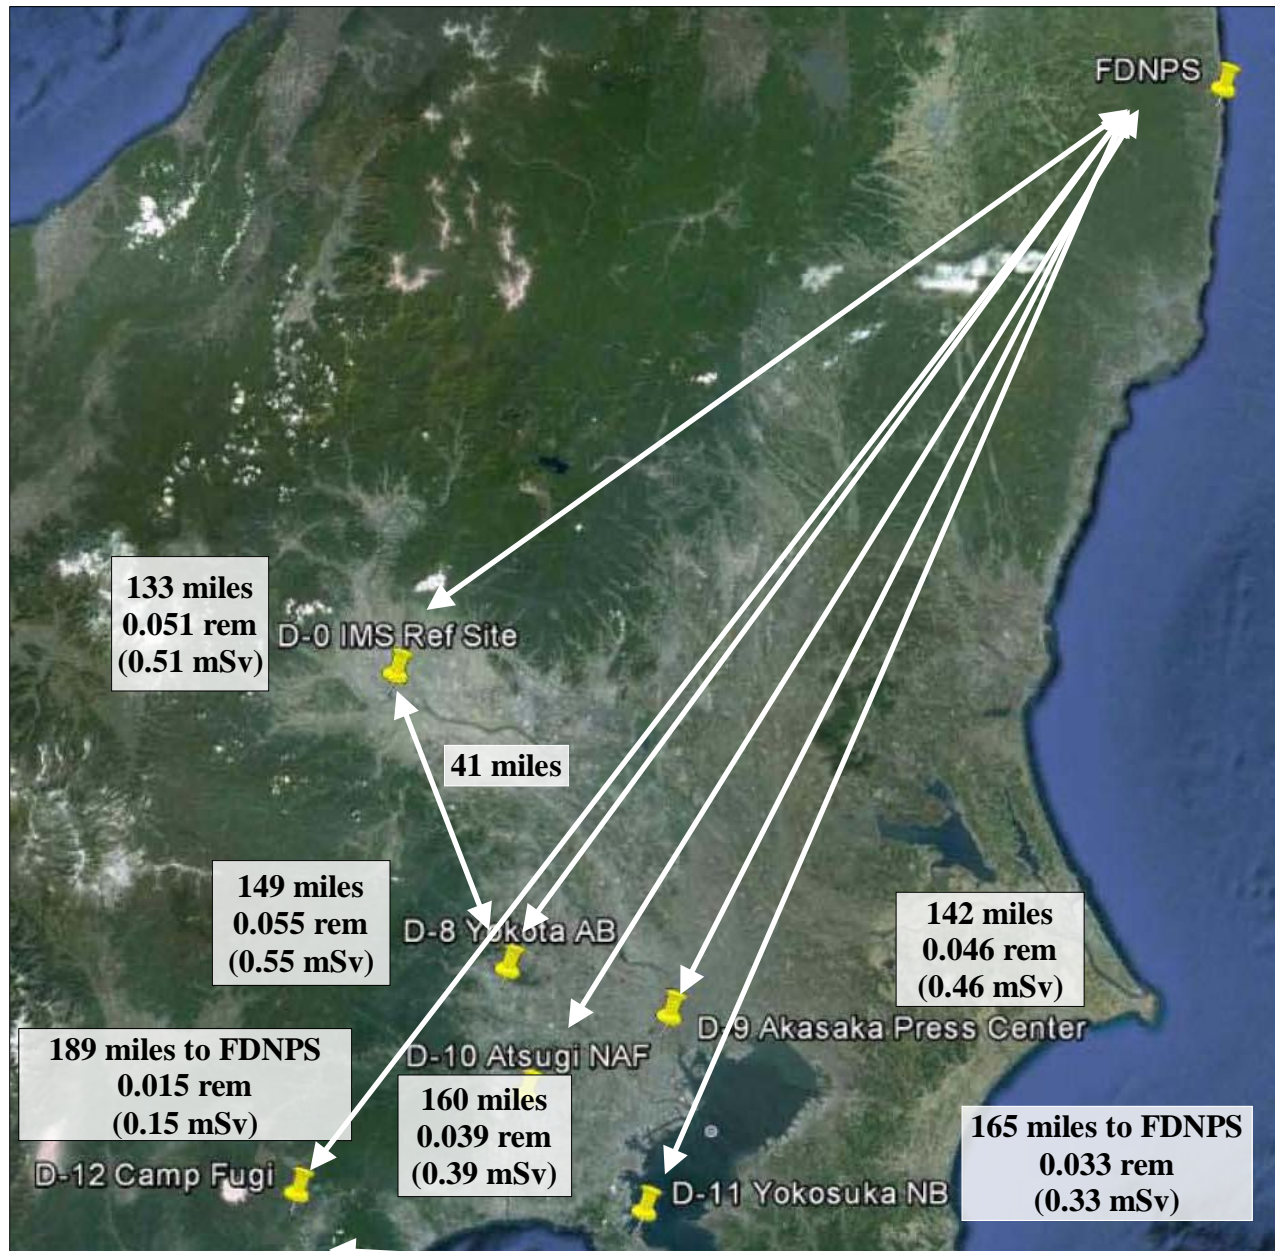 FDNPS
133 miles
0.051 rem
(0.51 mSv)
D-0 IMS Ref Site
41 miles
149 miles
0.055 rem
(0.55 mSv)
D-8 Yokota AB
142 miles
0.046 rem
(0.46 mSv)
D-9 Akasaka Press Center
189 miles to FDNPS
0.015 rem
(0.15 mSv)
D-10 Atsugi NAF
160 miles
0.039 rem
(0.39 mSv)
165 miles to FDNPS
0.033 rem
(0.33 mSv)
D-12 Camp Fugi
D-11 Yokosuka NB